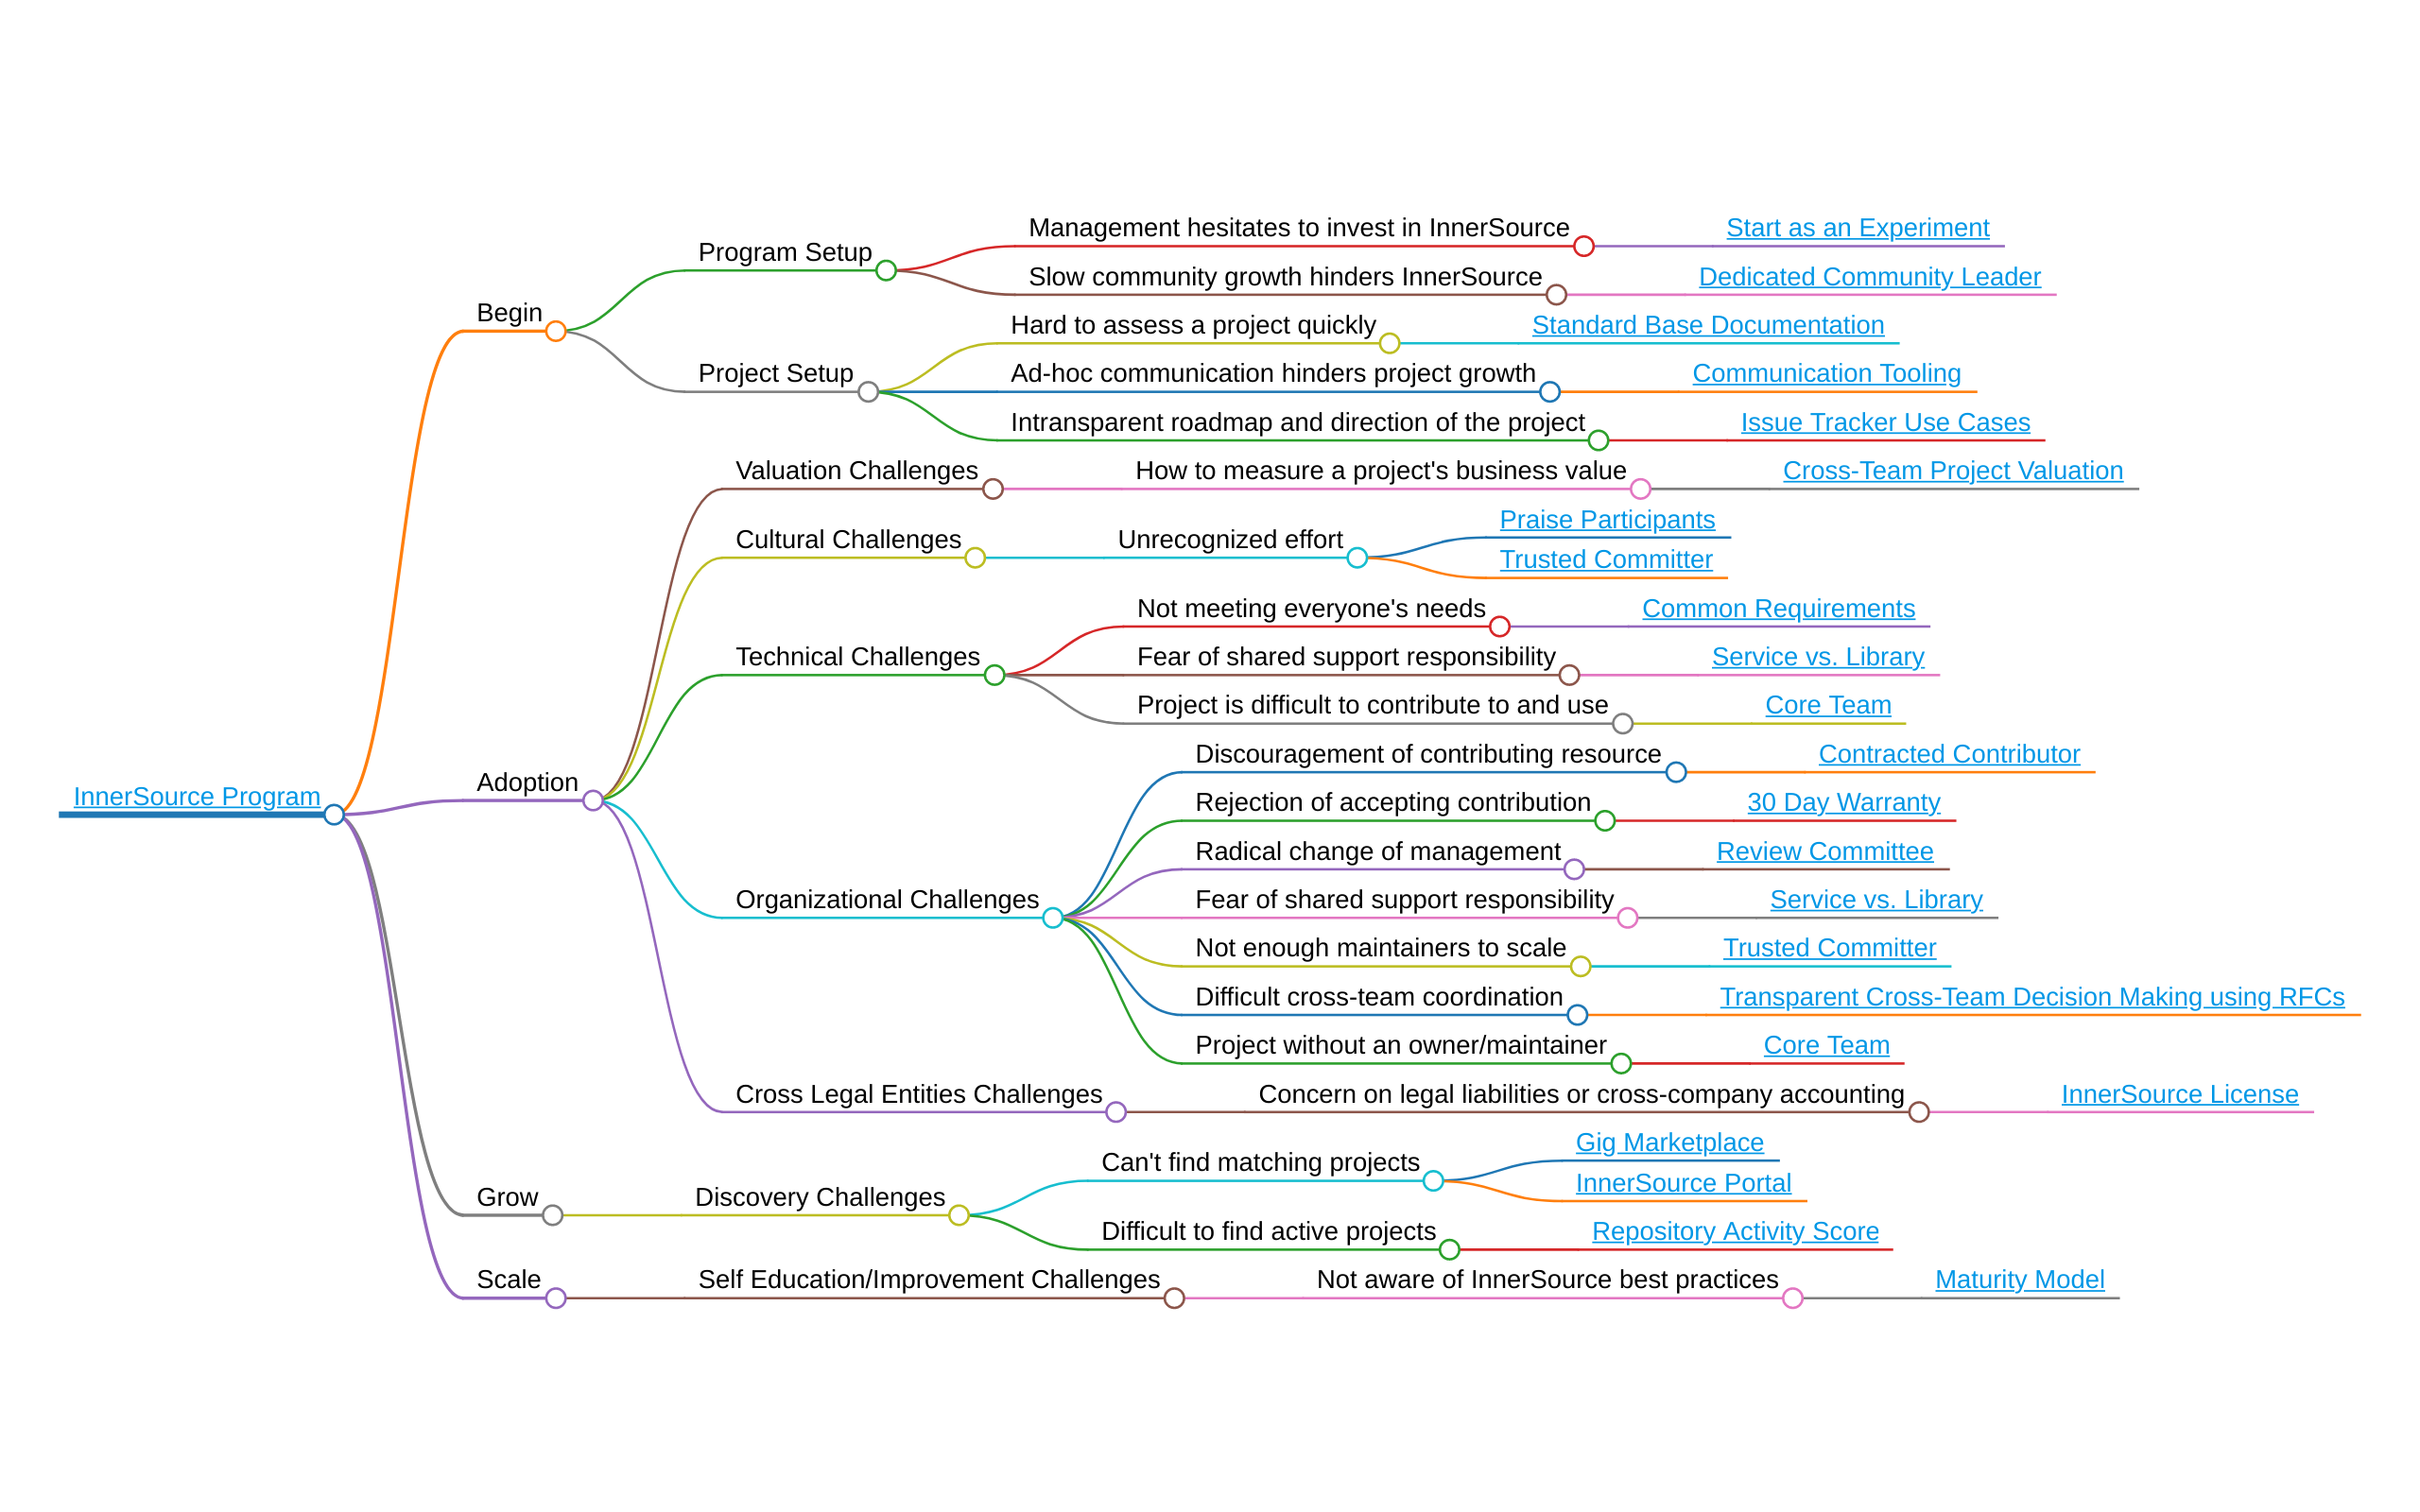 InnerSource Program
Begin
Program Setup
Management hesitates to invest in InnerSource
Start as an Experiment
Slow community growth hinders InnerSource
Dedicated Community Leader
Project Setup
Hard to assess a project quickly
Standard Base Documentation
Ad-hoc communication hinders project growth
Communication Tooling
Intransparent roadmap and direction of the project
Issue Tracker Use Cases
Adoption
Valuation Challenges
How to measure a project's business value
Cross-Team Project Valuation
Cultural Challenges
Unrecognized effort
Praise Participants
Trusted Committer
Technical Challenges
Not meeting everyone's needs
Common Requirements
Fear of shared support responsibility
Service vs. Library
Project is difficult to contribute to and use
Core Team
Organizational Challenges
Discouragement of contributing resource
Contracted Contributor
Rejection of accepting contribution
30 Day Warranty
Radical change of management
Review Committee
Fear of shared support responsibility
Service vs. Library
Not enough maintainers to scale
Trusted Committer
Difficult cross-team coordination
Transparent Cross-Team Decision Making using RFCs
Project without an owner/maintainer
Core Team
Cross Legal Entities Challenges
Concern on legal liabilities or cross-company accounting
InnerSource License
Grow
Discovery Challenges
Can't find matching projects
Gig Marketplace
InnerSource Portal
Difficult to find active projects
Repository Activity Score
Scale
Self Education/Improvement Challenges
Not aware of InnerSource best practices
Maturity Model